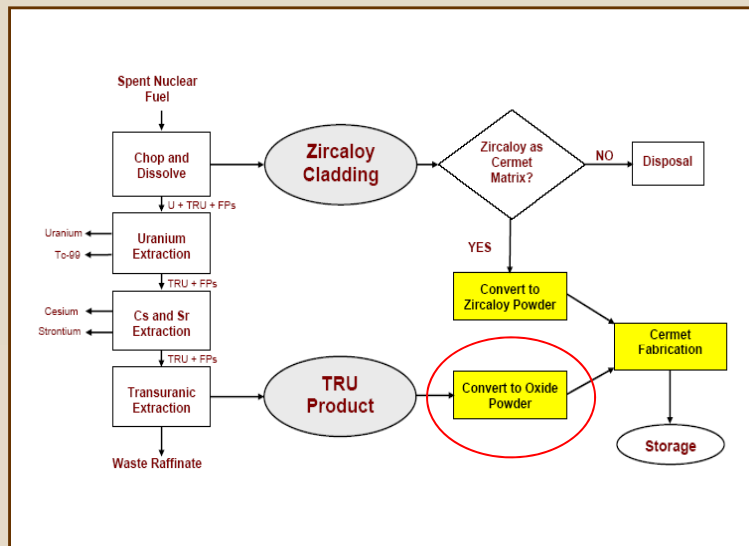 Spent Nuclear
Fuel
Chop and
Dissolve
Zircaloy
Cladding
Zircaloy as
Cermet
Matrix?
NO
Disposal
U + TRU + FPs
Uranium
Tc-99
Uranium
Extraction
YES
TRU + FPs
Convert to
Zircaloy Powder
Cesium
Strontium
Cs and Sr
Extraction
Cermet
Fabrication
TRU + FPs
Transuranic
Extraction
TRU
Product
Convert to Oxide
Powder
Storage
Waste Raffinate